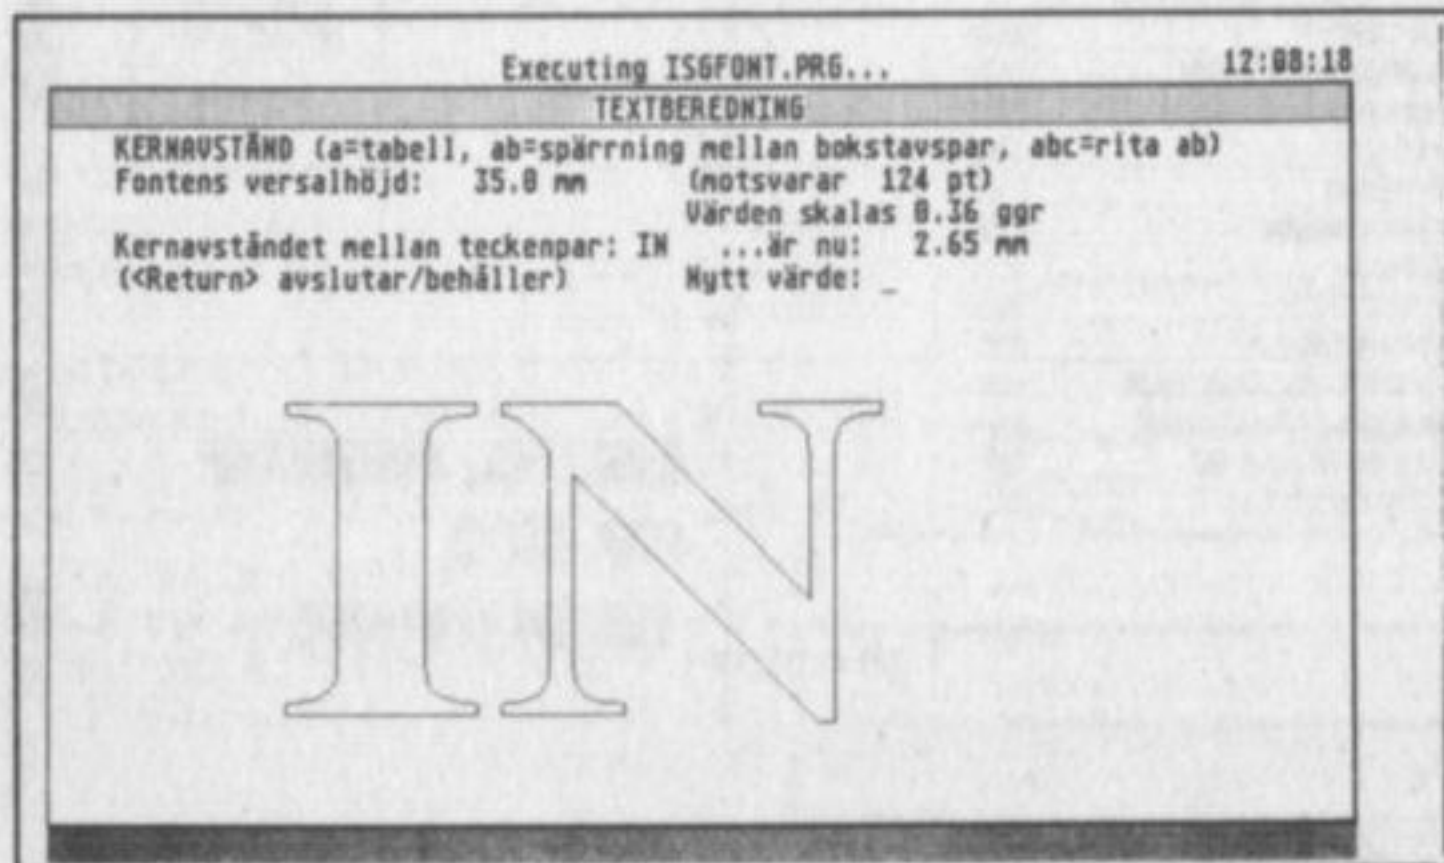 Executing ISGFONT.PRG... 12:08:18
TEXTBEREDNING
KERNAVSTÅND (a=tabell, ab=spärrning mellan bokstavspar, abc=rita ab)
Fontens versalhöjd: 35.0 mm (motsvarar 124 pt)
Värden skalas 0.36 ggr
Kernavståndet mellan teckenpar: IN ...är nu: 2.65 mm
(<Return> avslutar/behåller) Nytt värde: _
IN